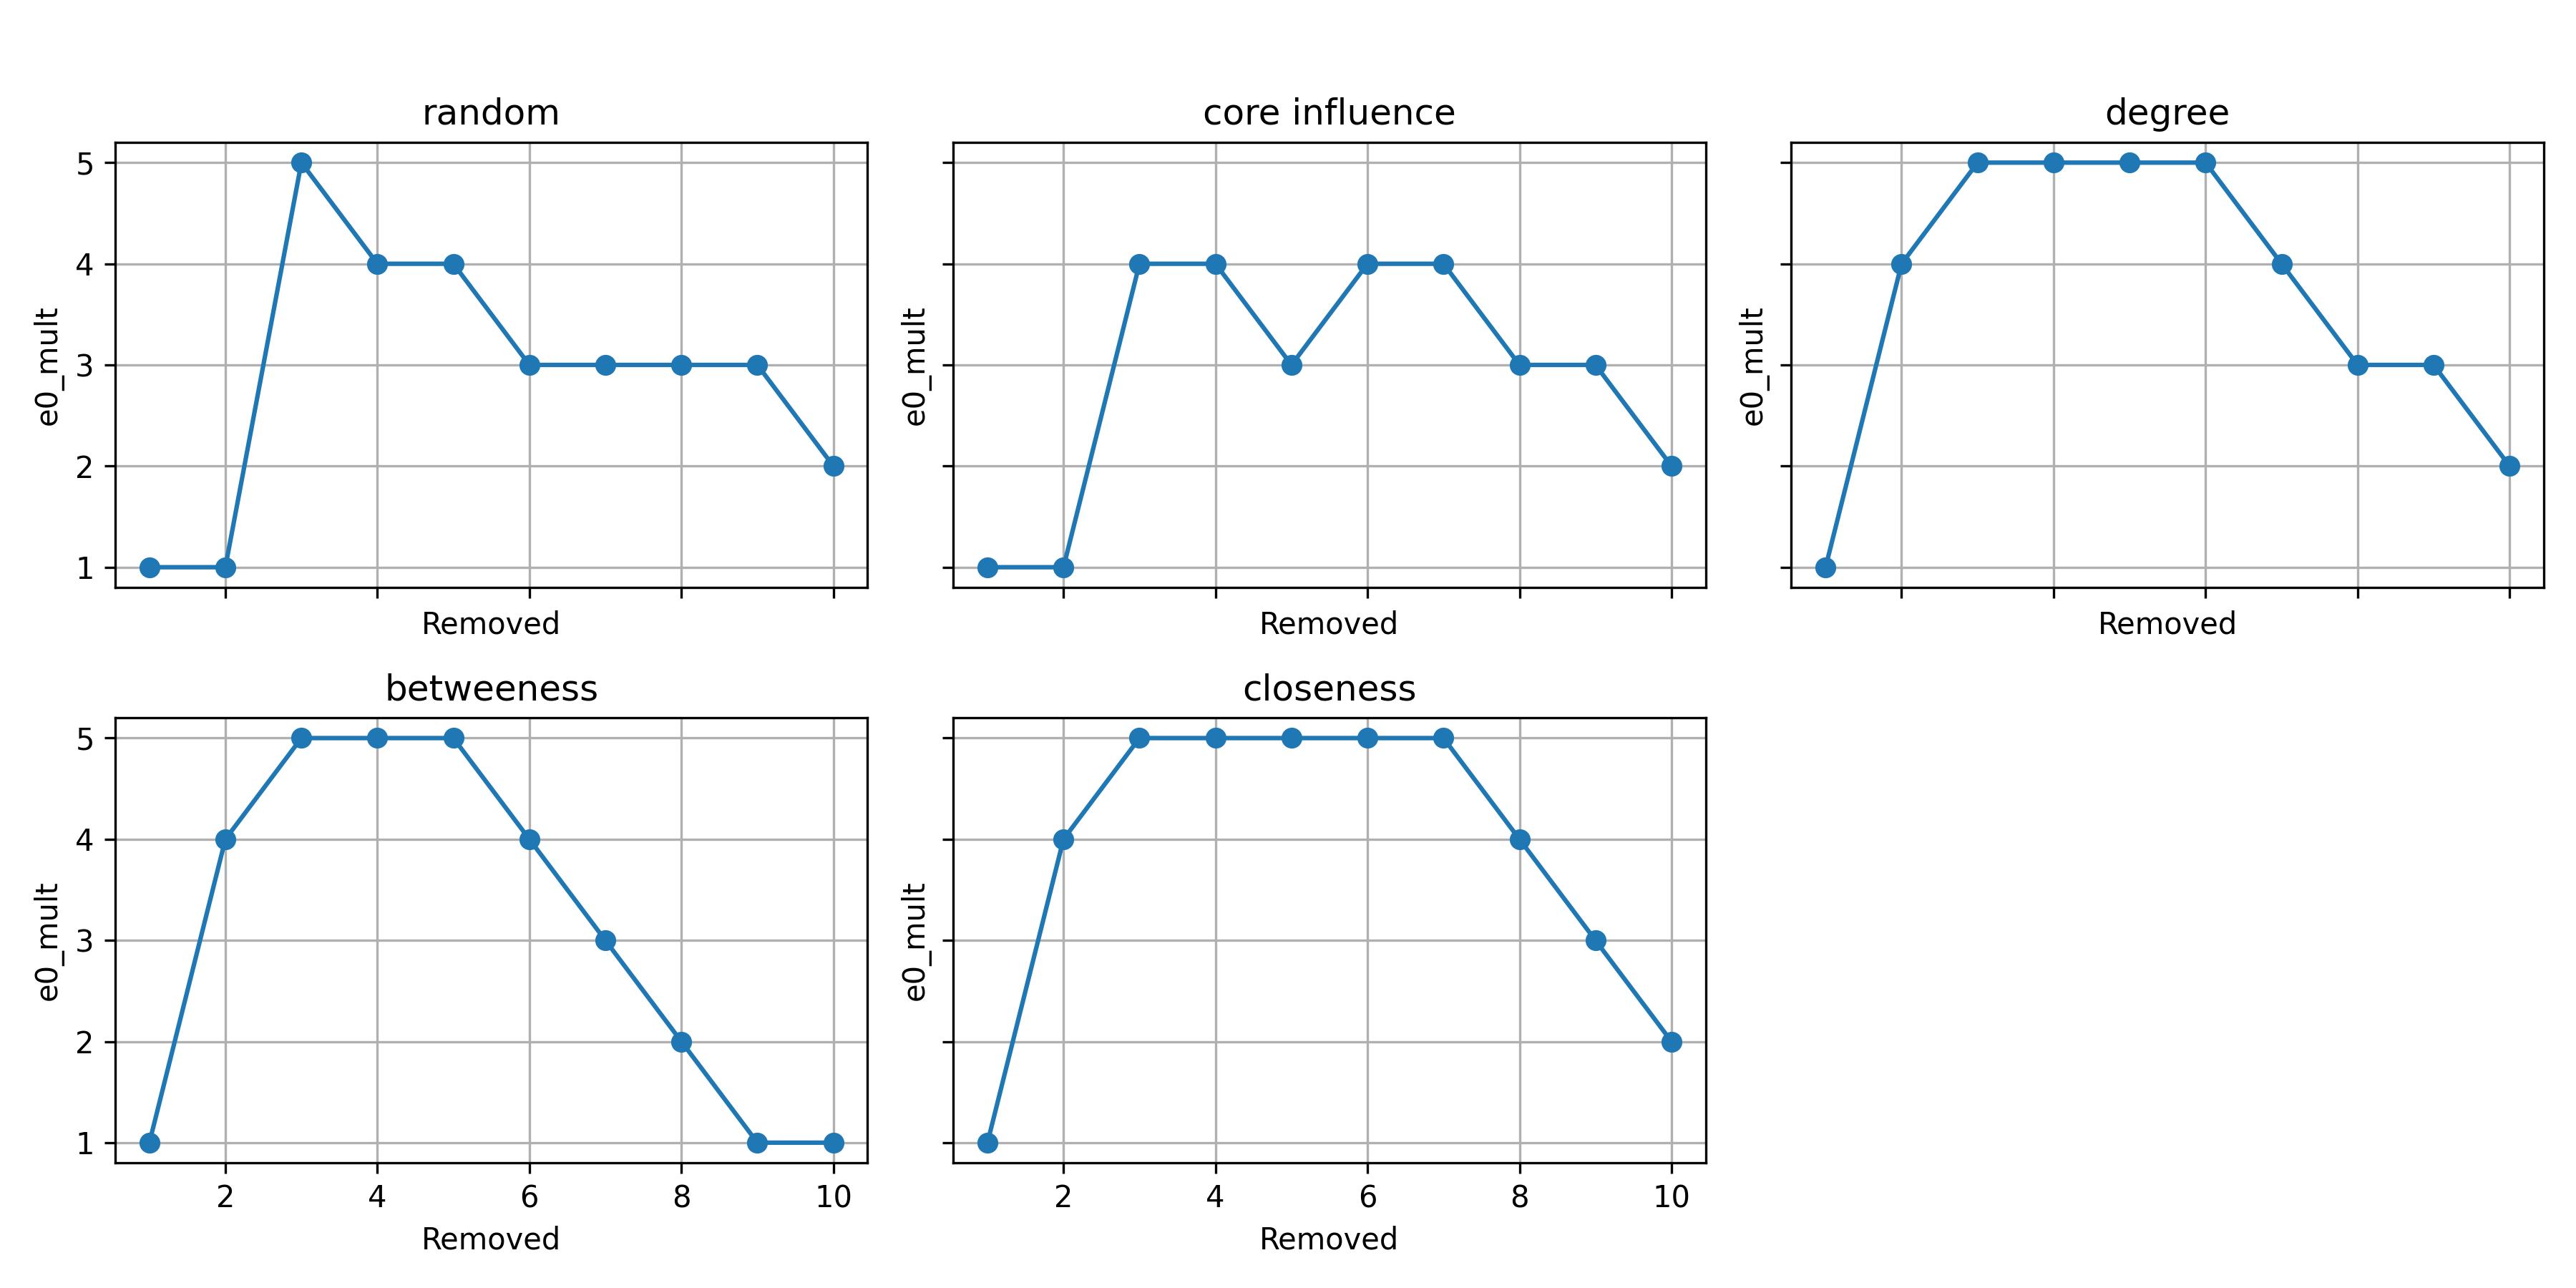 random
core influence
degree
5
4
3
2
1
e0_mult
e0_mult
e0_mult
Removed
Removed
Removed
betweeness
closeness
5
4
3
2
1
e0_mult
e0_mult
2 4 6 8 10
2 4 6 8 10
Removed
Removed